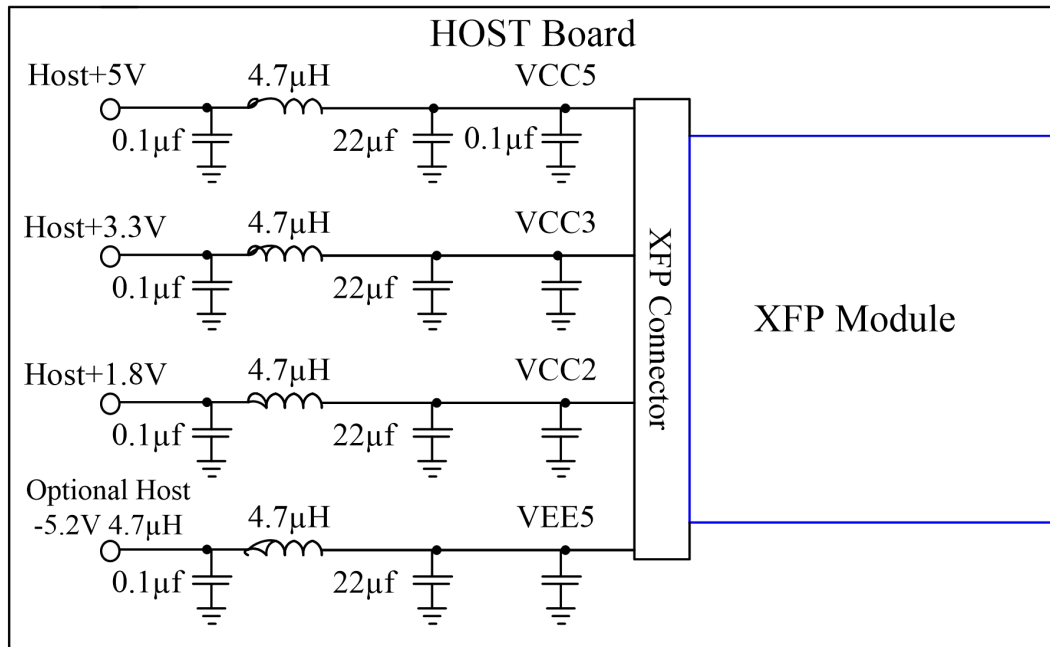 HOST Board
Host+5V
4.7µH
VCC5
0.1µf
22µf
0.1µf
Host+3.3V
4.7µH
VCC3
0.1µf
22µf
XFP Connector
XFP Module
Host+1.8V
4.7µH
VCC2
0.1µf
22µf
Optional Host
-5.2V 4.7µH
4.7µH
VEE5
0.1µf
22µf